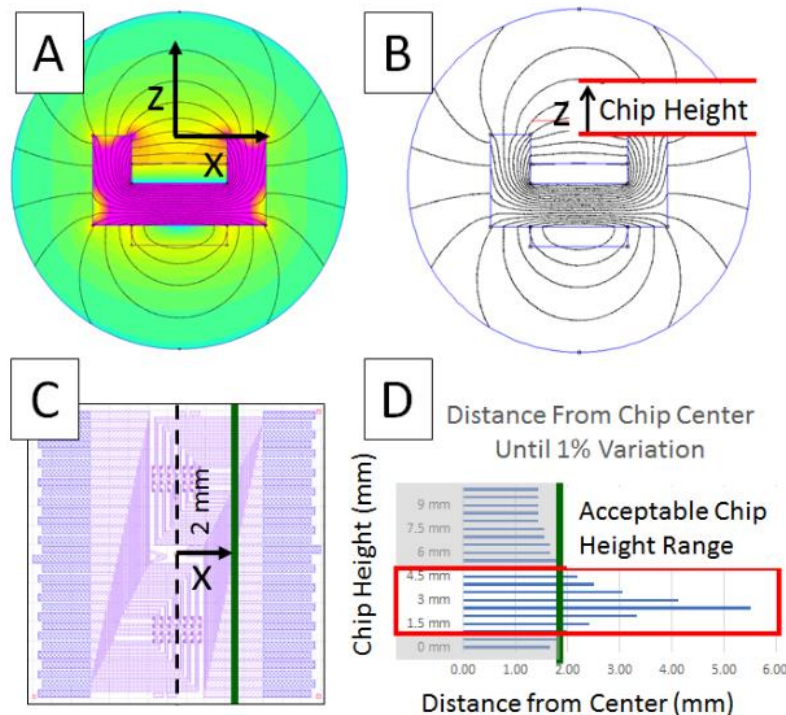 A
Z
X
B
Z
Chip Height
C
2 mm
X
D
Distance From Chip Center
Until 1% Variation
Chip Height (mm)
9 mm
7.5 mm
6 mm
4.5 mm
3 mm
1.5 mm
0 mm
Acceptable Chip
Height Range
0.00 1.00 2.00 3.00 4.00 5.00 6.00
Distance from Center (mm)